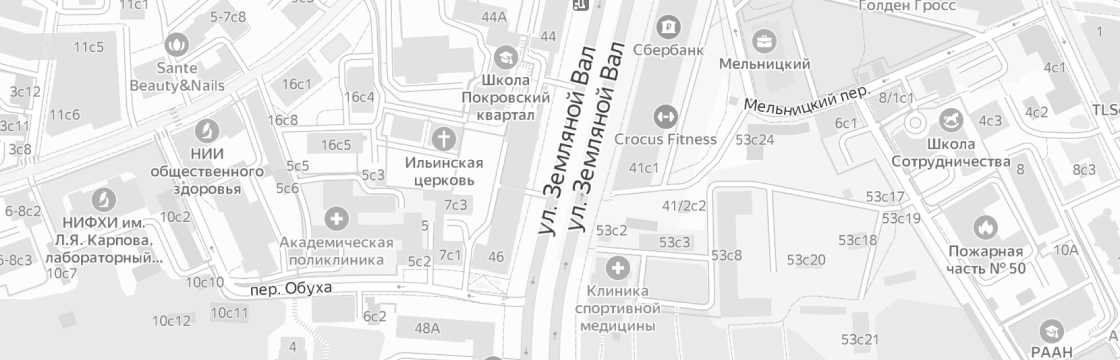 5-7с8
44А
44
Голден Гросс
11с5
Sante
Beauty&Nails
Сбербанк
Мельницкий
1
4с1
3с12
11с6
16с1
16с4
Школа
Покровский
квартал
Мельницкий пер.
8/1с1
4с2
TLS
3с11
3с8
16с8
НИИ
общественного
здоровья
16с5
Ильинская
церковь
ул. Земляной Вал
ул. Земляной Вал
Crocus Fitness
53с24
6с1
4с3
Школа
Сотрудничества
5с5
5с3
5с6
41с1
8
8с3
6-8с2
НИФХИ им.
Л.Я. Карпова,
лабораторный...
10с2
7с3
5
41/2с2
53с17
53с19
Академическая
поликлиника
53с2
53с3
53с8
53с18
53с20
Пожарная
часть № 50
10А
6-8с3
10с7
10с10
5с2
7с1
46
пер. Обуха
Клиника
спортивной
медицины
10с12
10с11
6с2
48А
4
53с21
РААН